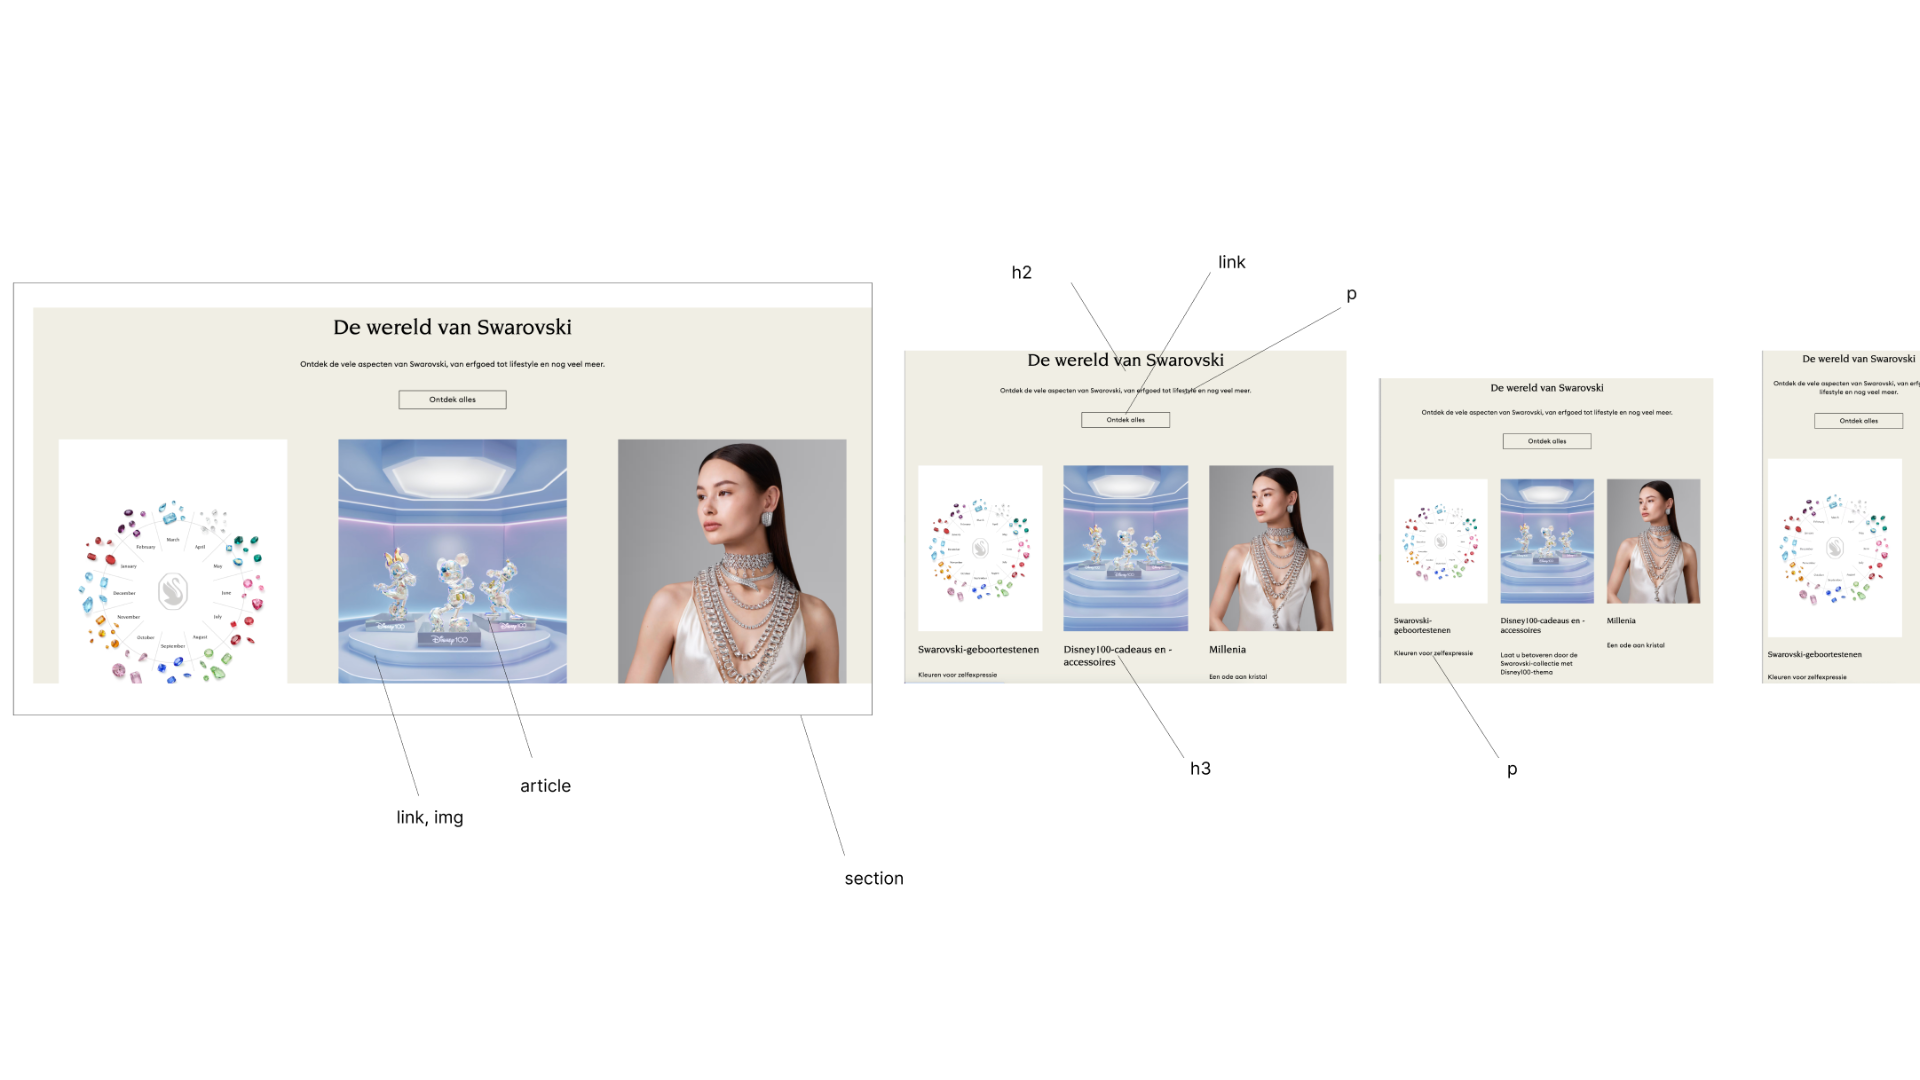 De wereld van Swarovski
Ontdek de vele aspecten van Swarovski, van erfgoed tot lifestyle en nog veel meer.
Ontdek alles
March
February
April
January
May
December
June
November
July
October
August
September
Disney100
link, img
article
section
h2
link
p
De wereld van Swarovski
Ontdek de vele aspecten van Swarovski, van erfgoed tot lifestyle en nog veel meer.
Ontdek alles
Swarovski-geboortestenen
Kleuren voor zelfexpressie
Disney100-cadeaus en -
accessoires
Millenia
Een ode aan kristal
h3
De wereld van Swarovski
Ontdek de vele aspecten van Swarovski, van erfgoed tot lifestyle en nog veel meer.
Ontdek alles
Swarovski-
geboortestenen
Kleuren voor zelfexpressie
Disney100-cadeaus en -
accessoires
Laat u betoveren door de
Swarovski-collectie met
Disney100-thema
Millenia
Een ode aan kristal
p
De wereld van Swarovski
Ontdek de vele aspecten van Swarovski, van
lifestyle en nog veel meer.
Ontdek alles
Swarovski-geboortestenen
Kleuren voor zelfexpressie